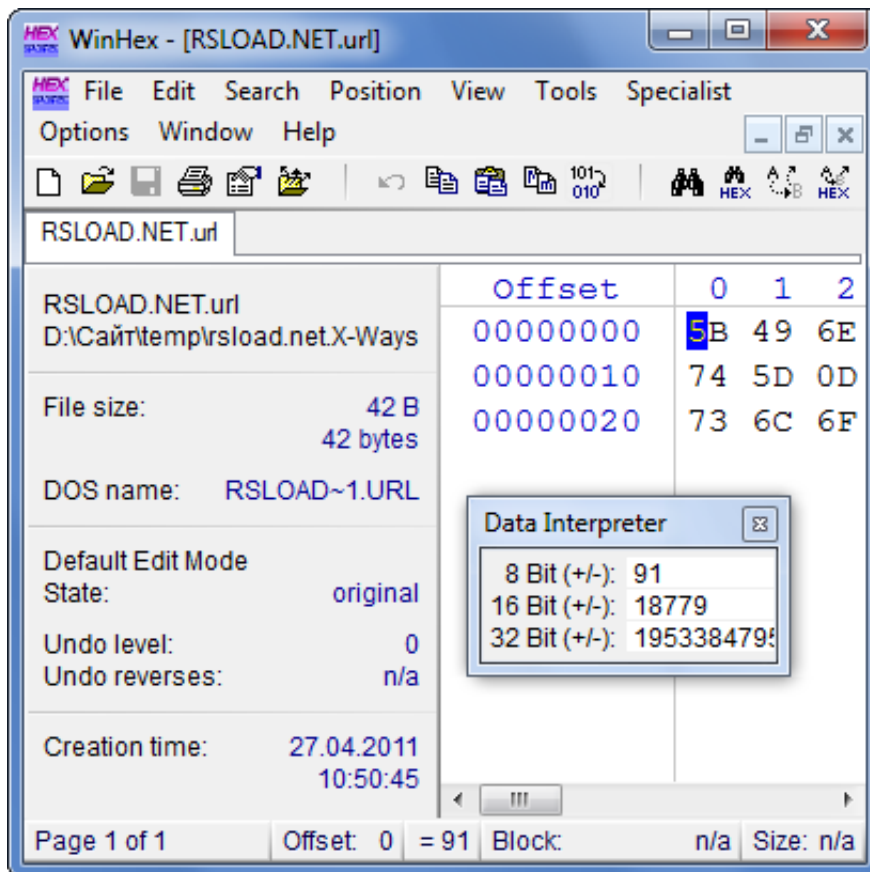 WinHex - [RSLOAD.NET.url]
File Edit Search Position View Tools Specialist
Options Window Help
RSLOAD.NET.url
RSLOAD.NET.url
D:\Сайт\temp\rsload.net.X-Ways
File size: 42 B
42 bytes
DOS name: RSLOAD~1.URL
Default Edit Mode
State: original
Undo level: 0
Undo reverses: n/a
Creation time: 27.04.2011
10:50:45
Offset 0 1 2
00000000 5B 49 6E
00000010 74 5D 0D
00000020 73 6C 6F
Data Interpreter
8 Bit (+/-): 91
16 Bit (+/-): 18779
32 Bit (+/-): 1953384795
Page 1 of 1 Offset: 0 = 91 Block: n/a Size: n/a